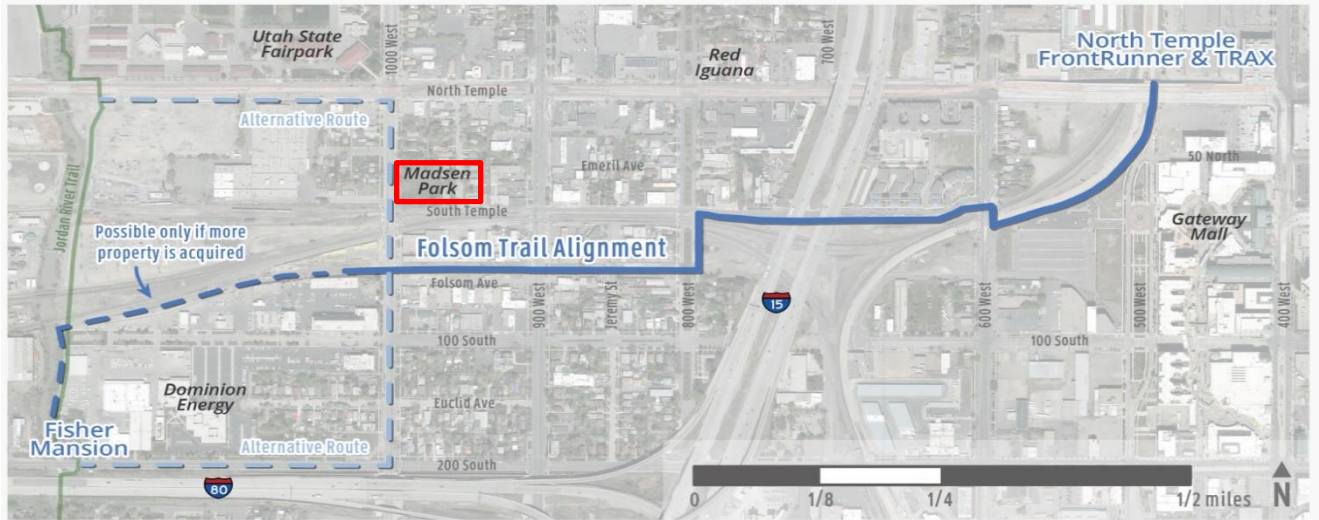 Utah State
Fairpark
1000 West
Red
Iguana
700 West
North Temple
FrontRunner & TRAX
North Temple
Alternative Route
Jordan River Trail
Madsen
Park
Emeril Ave
50 North
South Temple
Gateway
Mall
Possible only if more
property is acquired
Folsom Trail Alignment
Folsom Ave
900 West
Jeremy St
800 West
15
600 West
500 West
400 West
100 South
100 South
Dominion
Energy
Euclid Ave
Fisher
Mansion
Alternative Route
200 South
80
0
1/8
1/4
1/2 miles
N